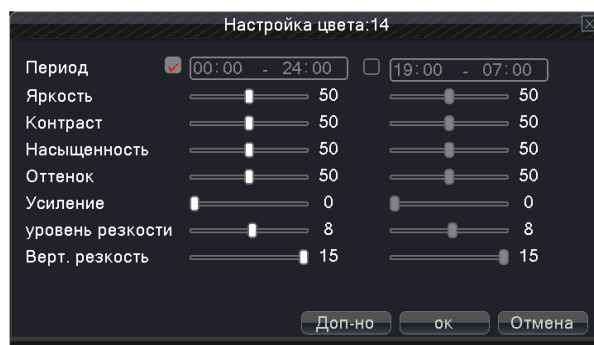 Настройка цвета:14
Период 00:00 - 24:00 19:00 - 07:00
Яркость 50 50
Контраст 50 50
Насыщенность 50 50
Оттенок 50 50
Усиление 0 0
уровень резкости 8 8
Верт. резкость 15 15
Доп-но ок Отмена